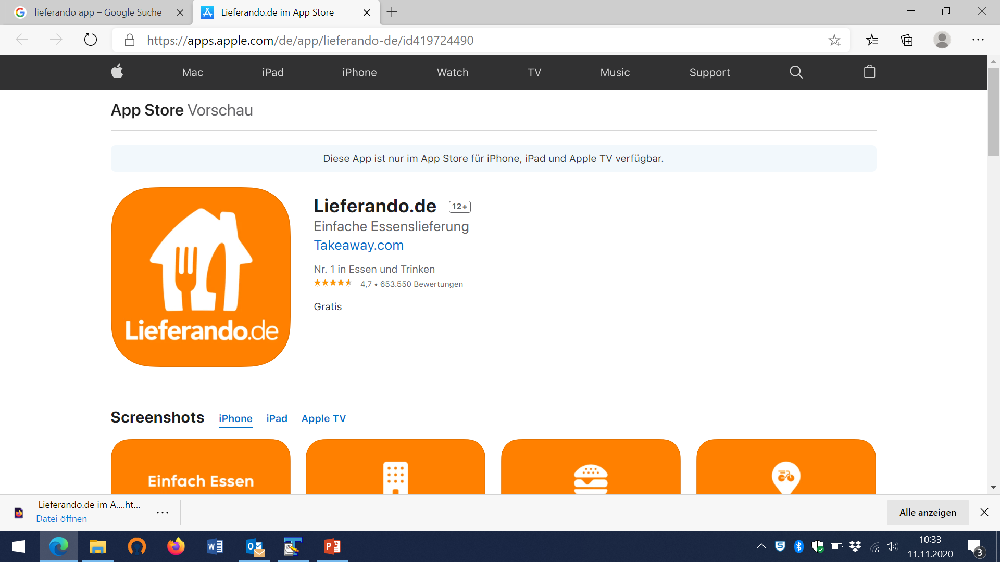 lieferando app – Google Suche
Lieferando.de im App Store
https://apps.apple.com/de/app/lieferando-de/id419724490
Mac iPad iPhone Watch TV Music Support
App Store Vorschau
Diese App ist nur im App Store für iPhone, iPad und Apple TV verfügbar.
Lieferando.de
Lieferando.de 12+
Einfache Essenslieferung
Takeaway.com
Nr. 1 in Essen und Trinken
4,7 • 653.550 Bewertungen
Gratis
Screenshots iPhone iPad Apple TV
Einfach Essen
_Lieferando.de im A....ht...
Datei öffnen
Alle anzeigen
10:33
11.11.2020
3